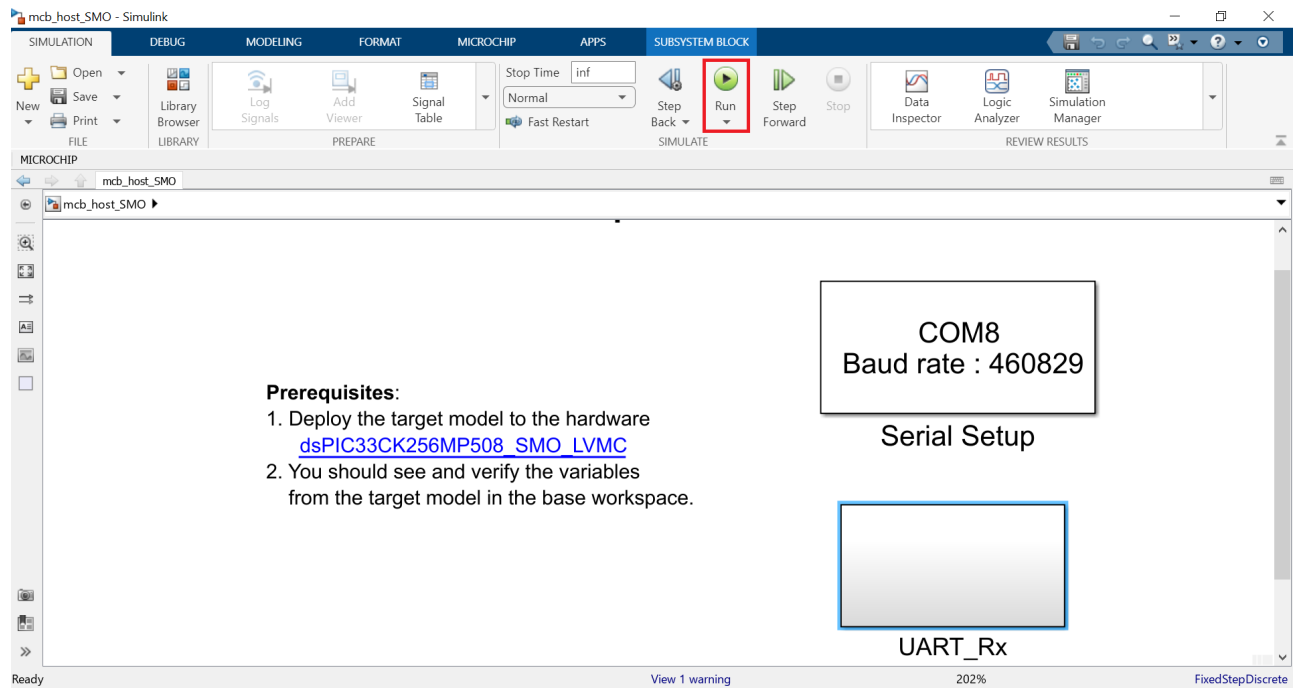 mcb_host_SMO - Simulink
SIMULATION DEBUG MODELING FORMAT MICROCHIP APPS SUBSYSTEM BLOCK
New
Open
Save
Print
FILE
Library Browser
LIBRARY
Log Signals
Add Viewer
Signal Table
PREPARE
Stop Time inf
Normal
Fast Restart
Step Back
Run
Step Forward
Stop
SIMULATE
Data Inspector
Logic Analyzer
Simulation Manager
REVIEW RESULTS
MICROCHIP
mcb_host_SMO
mcb_host_SMO
Prerequisites:
1. Deploy the target model to the hardware
dsPIC33CK256MP508_SMO_LVMC
2. You should see and verify the variables
from the target model in the base workspace.
COM8
Baud rate : 460829
Serial Setup
UART_Rx
Ready View 1 warning 202% FixedStepDiscrete